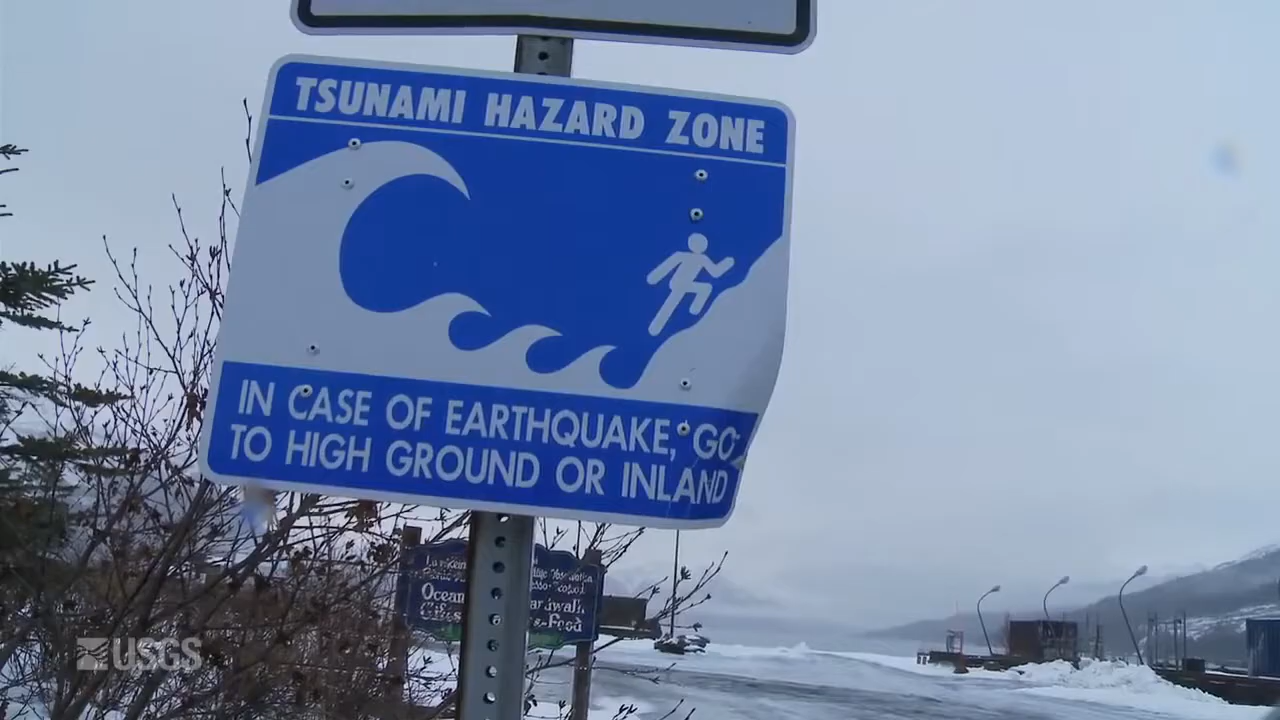 TSUNAMI HAZARD ZONE
IN CASE OF EARTHQUAKE, GO
TO HIGH GROUND OR INLAND
Ocean
USGS